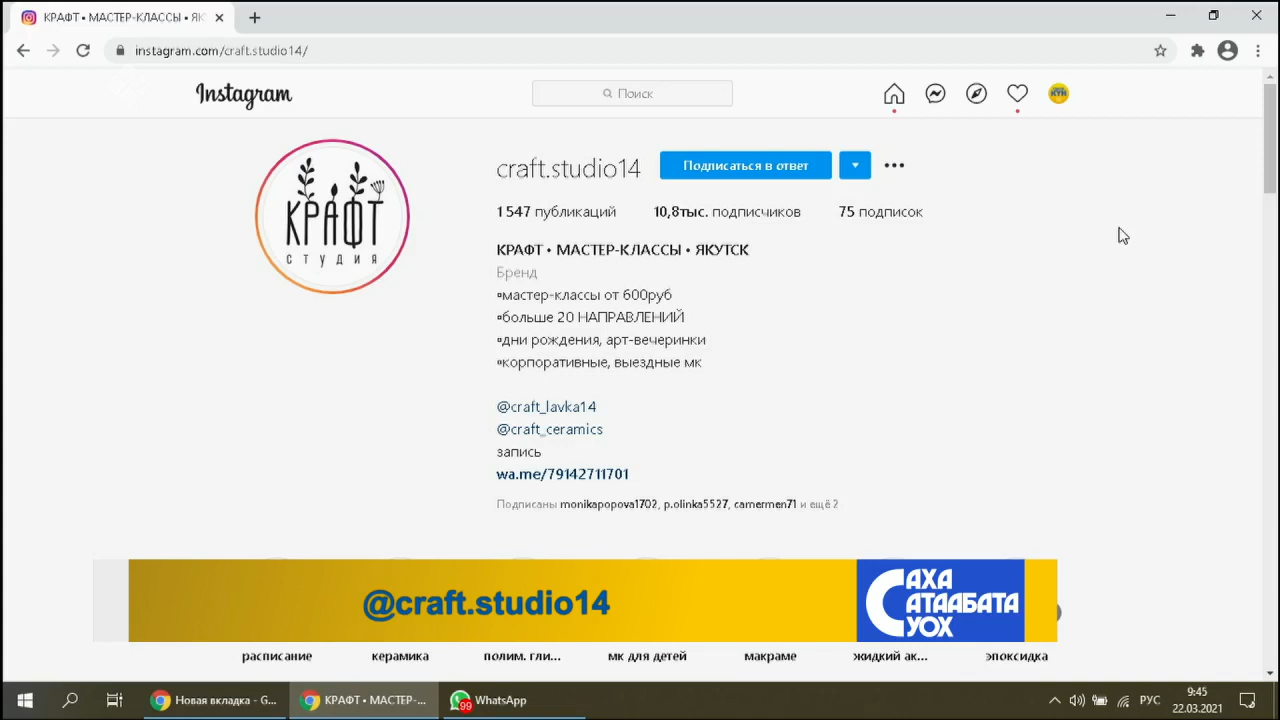 КРАФТ • МАСТЕР-КЛАССЫ • ЯК
instagram.com/craft.studio14/
Instagram
Поиск
КРАФТ
студия
craft.studio14
Подписаться в ответ
1 547 публикаций 10,8тыс. подписчиков 75 подписок
КРАФТ • МАСТЕР-КЛАССЫ • ЯКУТСК
Бренд
▫мастер-классы от 600руб
▫больше 20 НАПРАВЛЕНИЙ
▫дни рождения, арт-вечеринки
▫корпоративные, выездные мк
@craft_lavka14
@craft_ceramics
запись
wa.me/79142711701
Подписаны monikapopova1702, p.olinka5527, camermen71 и ещё 2
@craft.studio14
САХА
САТААБАТА
СУОХ
расписание керамика полим. гли... мк для детей макраме жидкий ак... эпоксидка
Новая вкладка - G... КРАФТ • МАСТЕР-... 99 WhatsApp
РУС
9:45
22.03.2021